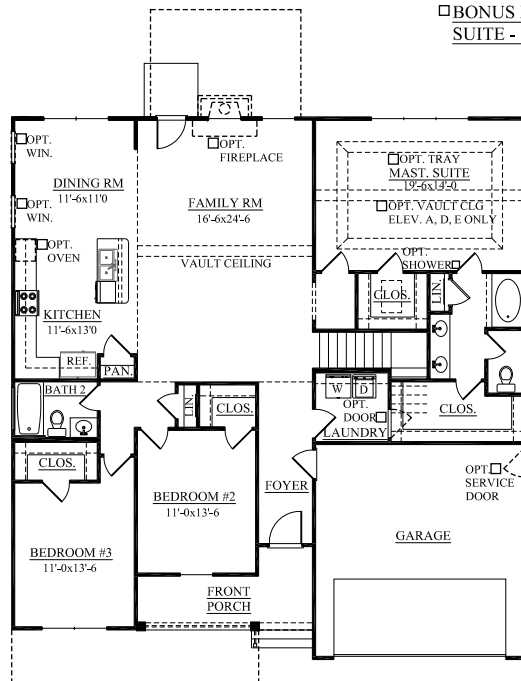 BONUS
SUITE -
OPT.
WIN.
OPT.
FIREPLACE
DINING RM
11'-6x11'0
FAMILY RM
16'-6x24'-6
OPT. TRAY
MAST. SUITE
19'-6x14'-0
OPT.
WIN.
OPT. VAULT CLG
ELEV. A, D, E ONLY
OPT.
OVEN
VAULT CEILING
OPT.
SHOWER
CLOS.
LIN.
KITCHEN
11'-6x13'0
REF.
PAN.
BATH 2
LIN.
CLOS.
W
D
OPT.
DOOR
LAUNDRY
CLOS.
CLOS.
BEDROOM #2
11'-0x13'-6
FOYER
OPT.
SERVICE
DOOR
BEDROOM #3
11'-0x13'-6
GARAGE
FRONT
PORCH